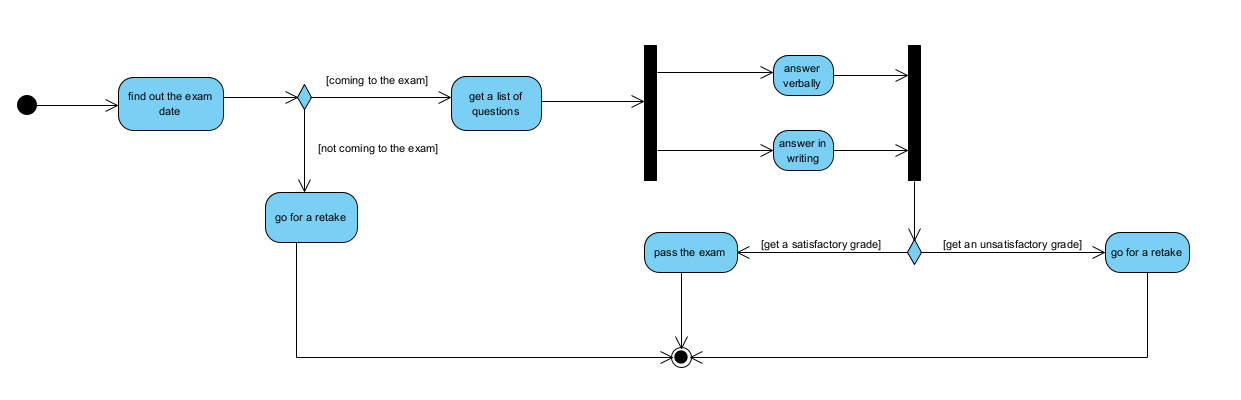 [coming to the exam]
find out the exam
date
get a list of
questions
answer
verbally
answer in
writing
[not coming to the exam]
go for a retake
pass the exam
[get a satisfactory grade]
[get an unsatisfactory grade]
go for a retake